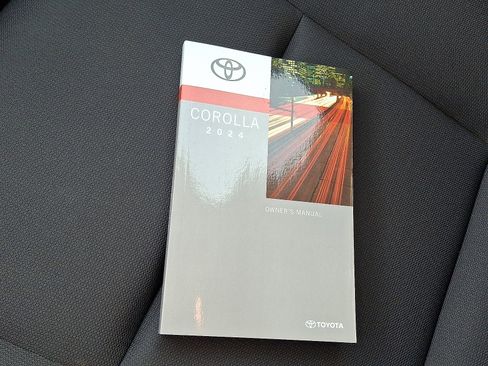 COROLLA
2024
OWNER'S MANUAL
TOYOTA